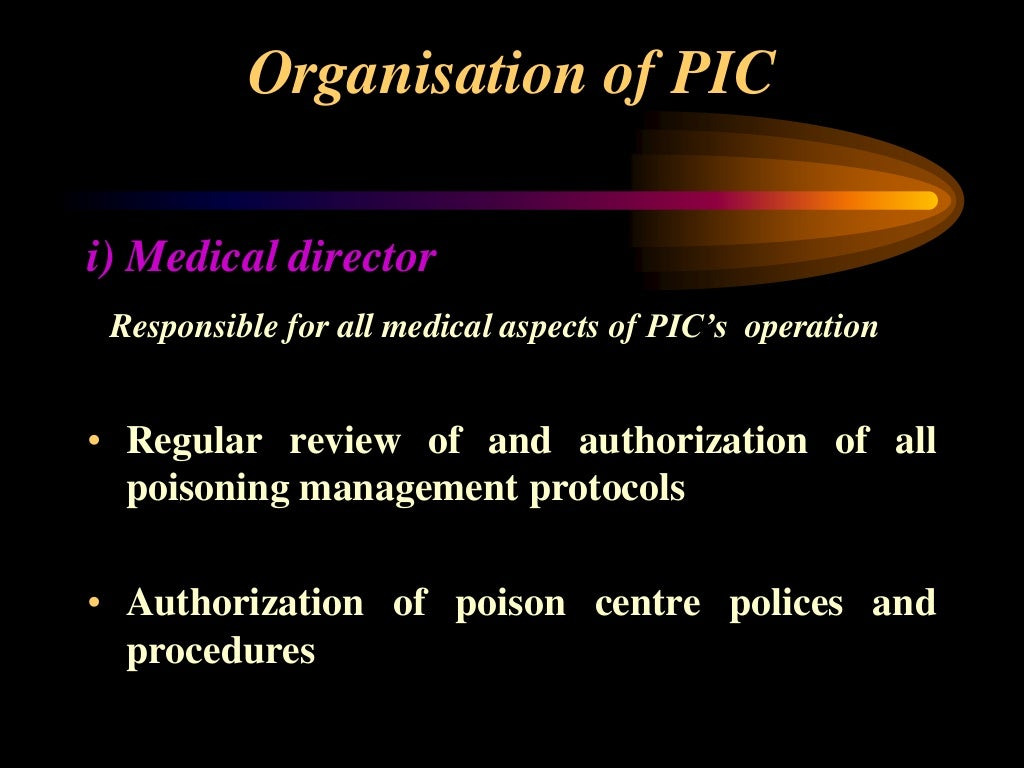 Organisation of PIC
i) Medical director
Responsible for all medical aspects of PIC’s operation
• Regular review of and authorization of all
poisoning management protocols
• Authorization of poison centre polices and
procedures